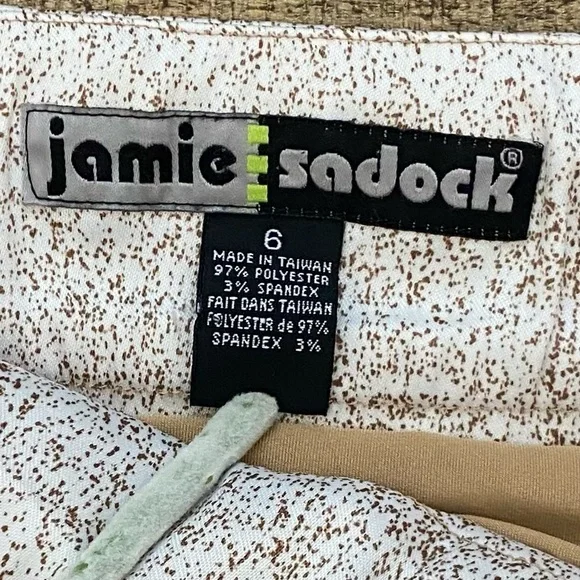 jamie sadock®
6
MADE IN TAIWAN
97% POLYESTER
3% SPANDEX
FAIT DANS TAIWAN
POLYESTER de 97%
SPANDEX 3%